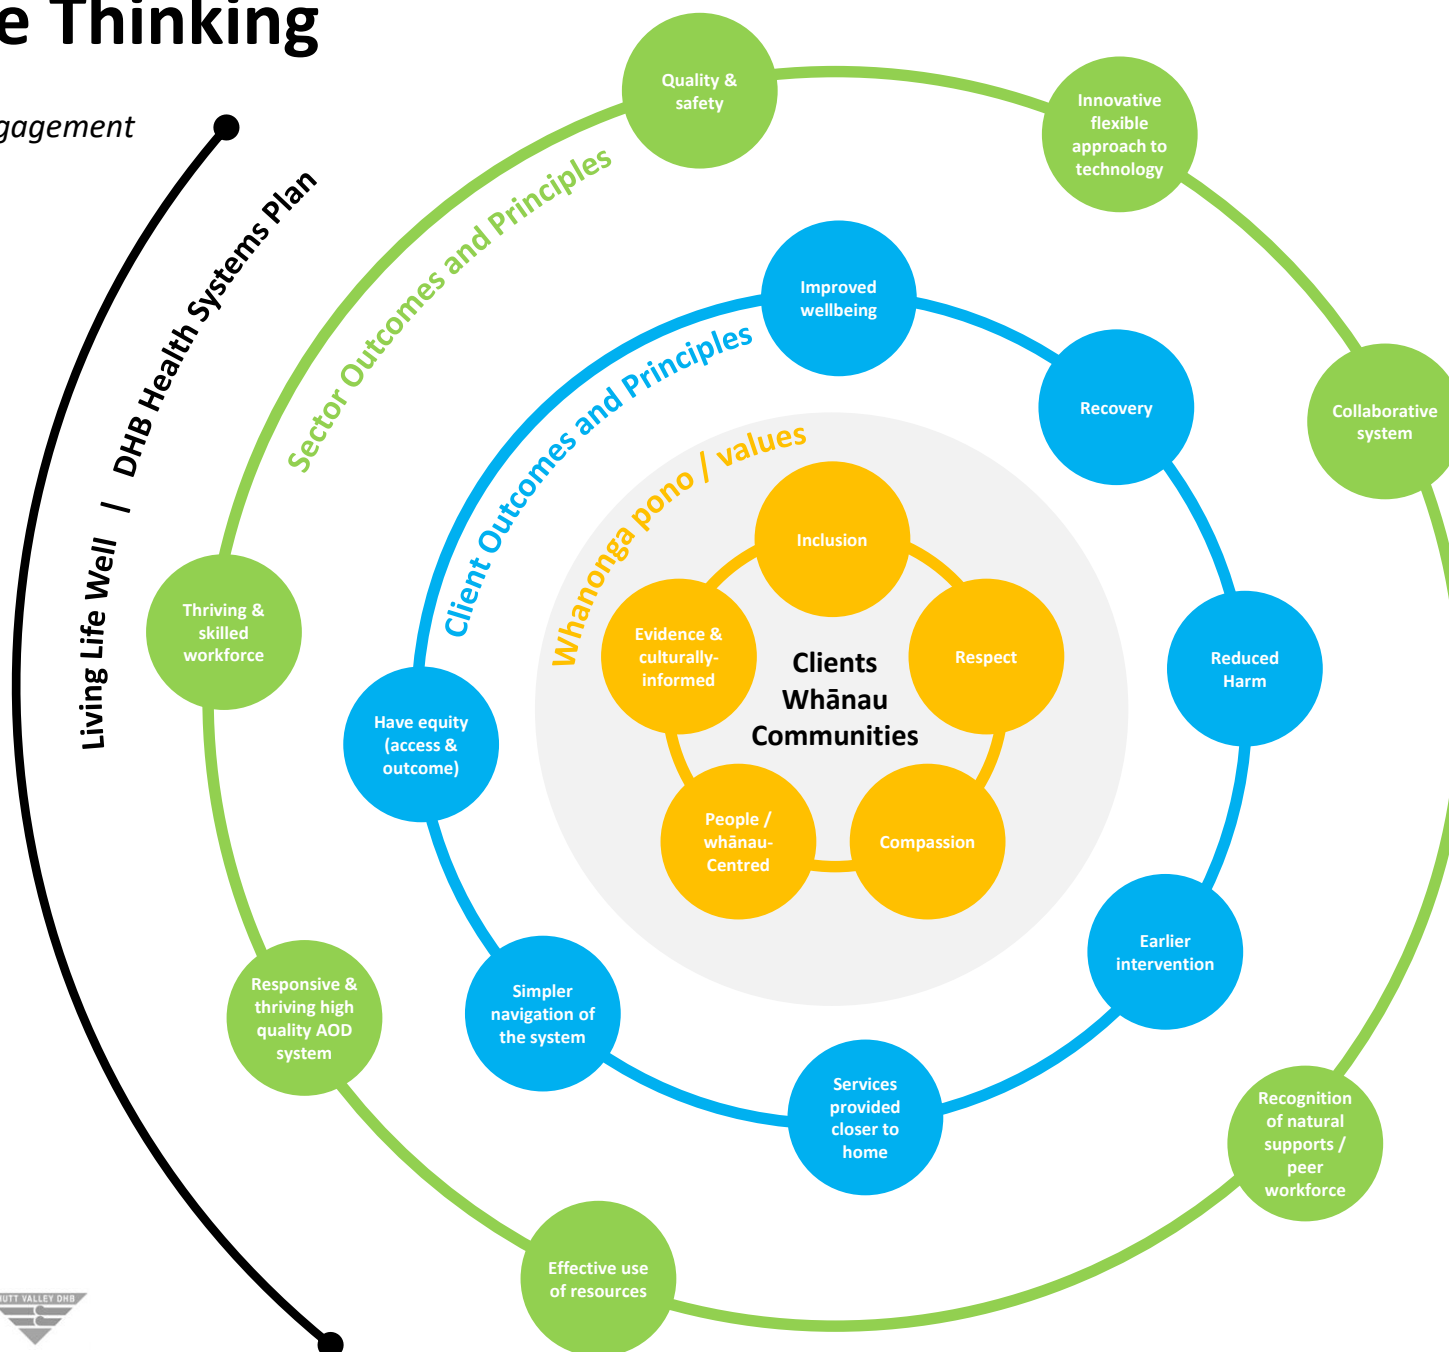 e Thinking
gagement
Living Life Well | DHB Health Systems Plan
Sector Outcomes and Principles
Quality &
safety
Innovative
flexible
approach to
technology
Collaborative
system
Recognition
of natural
supports /
peer
workforce
Effective use
of resources
Responsive &
thriving high
quality AOD
system
Thriving &
skilled
workforce
Client Outcomes and Principles
Improved
wellbeing
Recovery
Reduced
Harm
Earlier
intervention
Services
provided
closer to
home
Simpler
navigation of
the system
Have equity
(access &
outcome)
Whanonga pono / values
Inclusion
Respect
Compassion
People /
whānau-
Centred
Evidence &
culturally-
informed
Clients
Whānau
Communities
HUTT VALLEY DHB